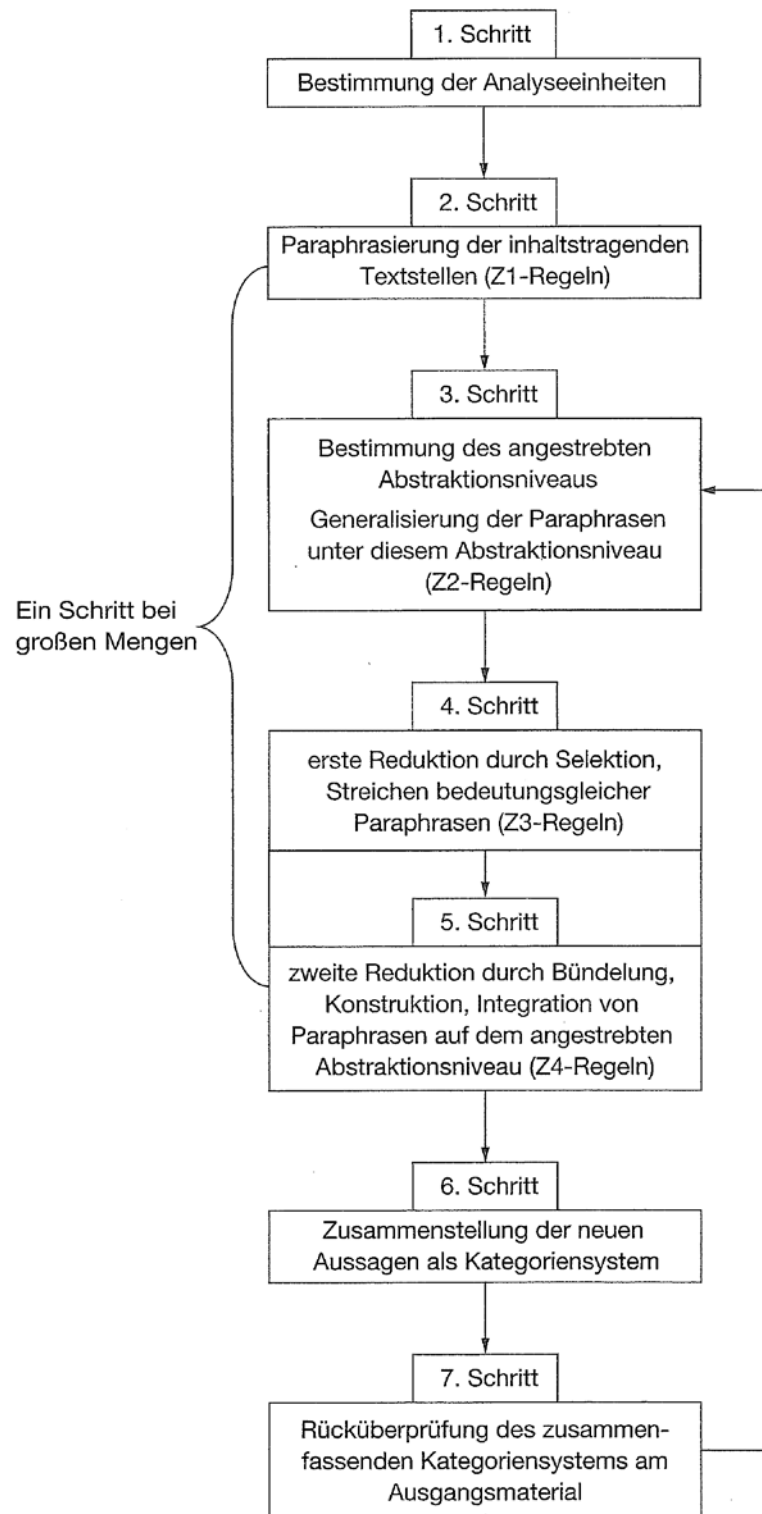 1. Schritt
Bestimmung der Analyseeinheiten
2. Schritt
Paraphrasierung der inhaltstragenden
Textstellen (Z1-Regeln)
3. Schritt
Bestimmung des angestrebten
Abstraktionsniveaus
Generalisierung der Paraphrasen
unter diesem Abstraktionsniveau
(Z2-Regeln)
Ein Schritt bei
großen Mengen
4. Schritt
erste Reduktion durch Selektion,
Streichen bedeutungsgleicher
Paraphrasen (Z3-Regeln)
5. Schritt
zweite Reduktion durch Bündelung,
Konstruktion, Integration von
Paraphrasen auf dem angestrebten
Abstraktionsniveau (Z4-Regeln)
6. Schritt
Zusammenstellung der neuen
Aussagen als Kategoriensystem
7. Schritt
Rücküberprüfung des zusammen-
fassenden Kategoriensystems am
Ausgangsmaterial